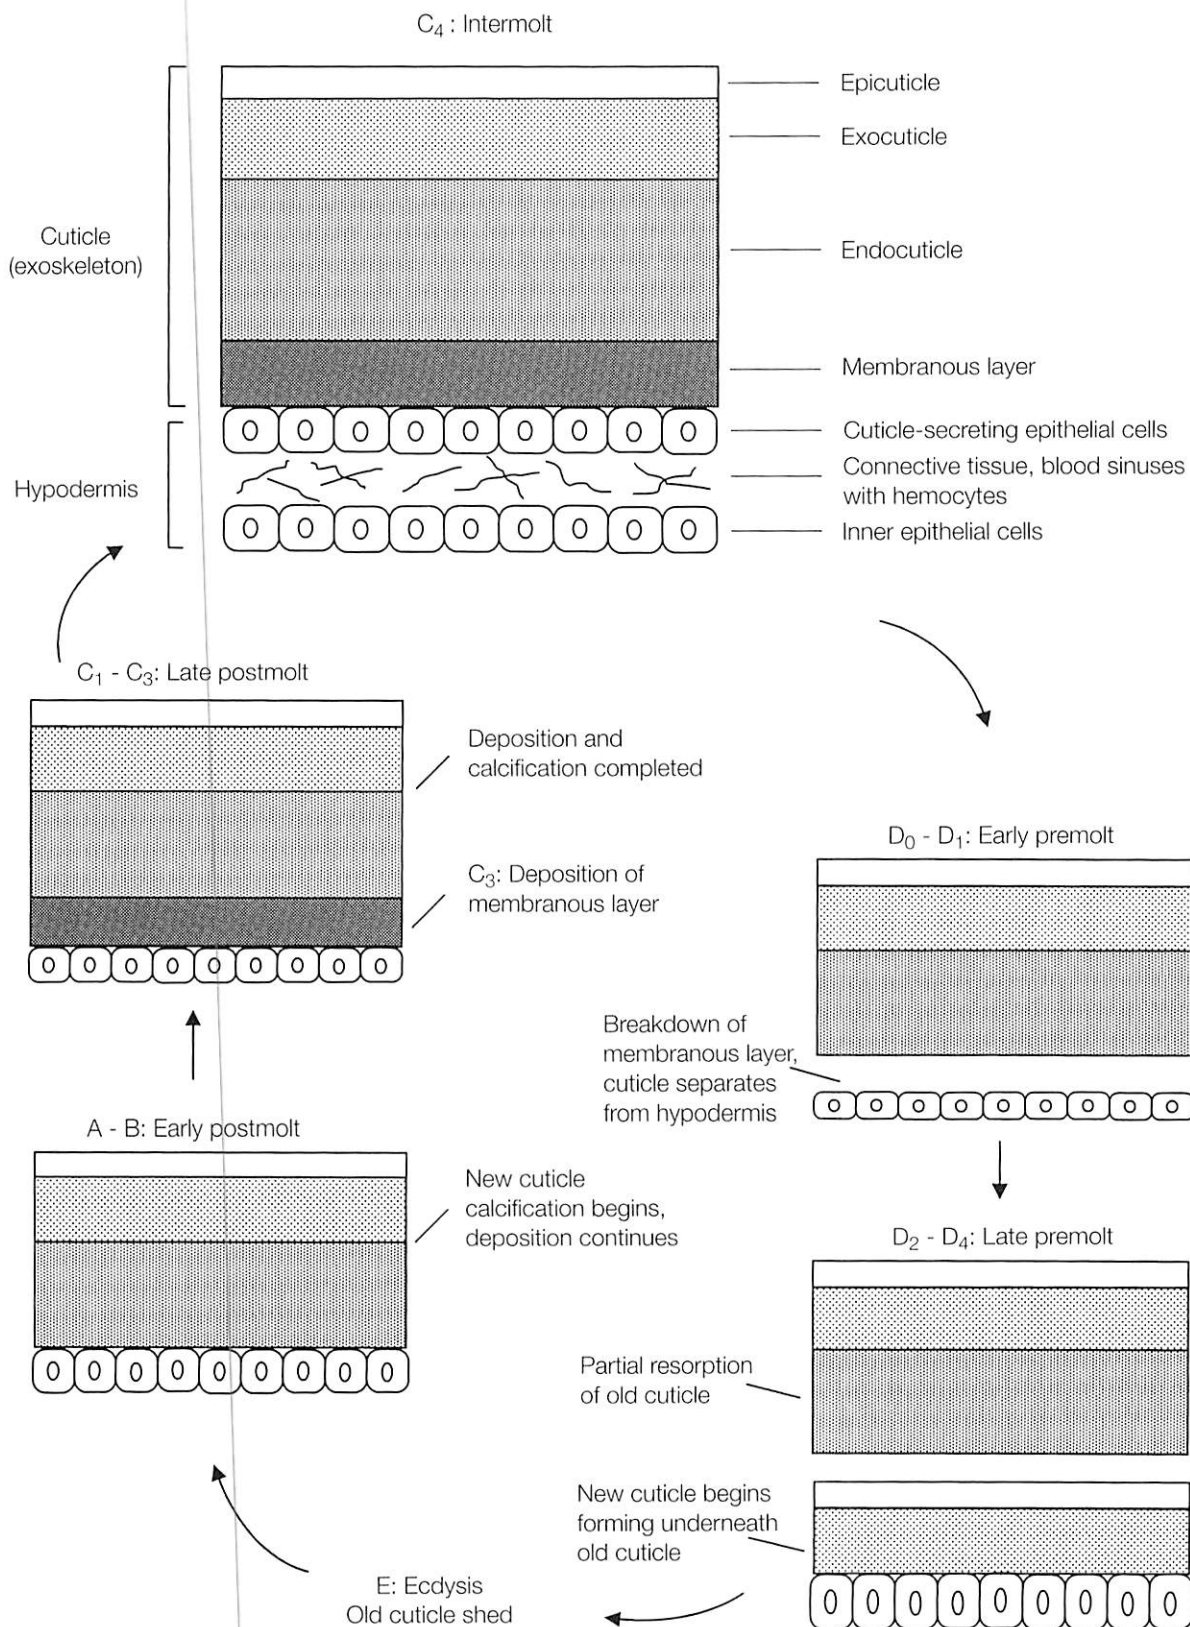 C₄ : Intermolt
Epicuticle
Exocuticle
Cuticle
(exoskeleton)
Endocuticle
Membranous layer
Cuticle-secreting epithelial cells
Hypodermis
Connective tissue, blood sinuses
with hemocytes
Inner epithelial cells
C₁ - C₃: Late postmolt
Deposition and
calcification completed
C₃: Deposition of
membranous layer
D₀ - D₁: Early premolt
Breakdown of
membranous layer,
cuticle separates
from hypodermis
A - B: Early postmolt
New cuticle
calcification begins,
deposition continues
D₂ - D₄: Late premolt
Partial resorption
of old cuticle
New cuticle begins
forming underneath
old cuticle
E: Ecdysis
Old cuticle shed